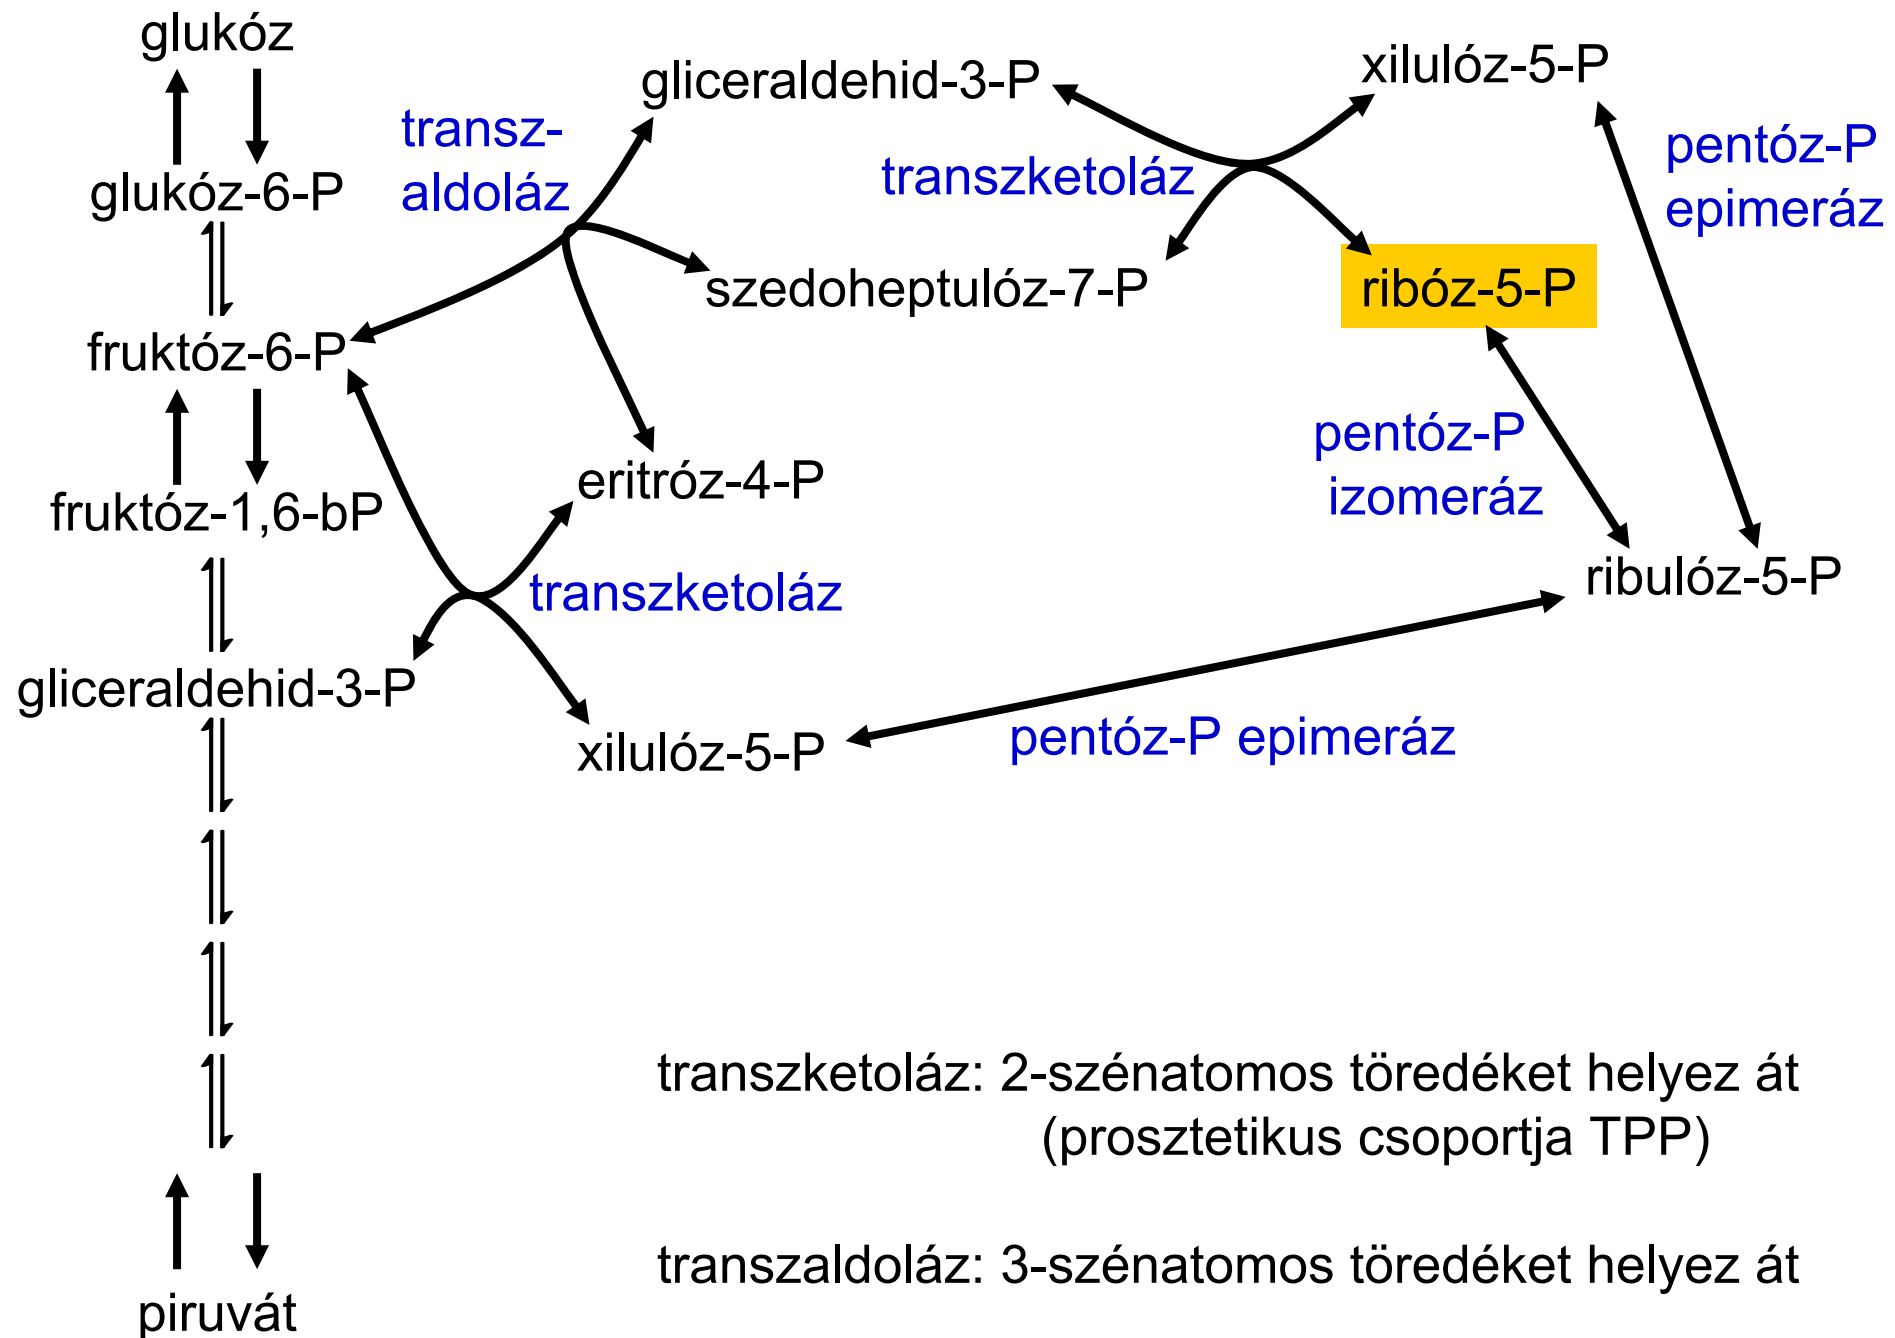 glukóz
glukóz-6-P
fruktóz-6-P
fruktóz-1,6-bP
gliceraldehid-3-P
piruvát
transz-
aldoláz
gliceraldehid-3-P
transzketoláz
xilulóz-5-P
pentóz-P
epimeráz
szedoheptulóz-7-P
ribóz-5-P
pentóz-P
izomeráz
eritróz-4-P
transzketoláz
ribulóz-5-P
xilulóz-5-P
pentóz-P epimeráz
transzketoláz: 2-szénatomos töredéket helyez át
(prosztetikus csoportja TPP)
transzaldoláz: 3-szénatomos töredéket helyez át